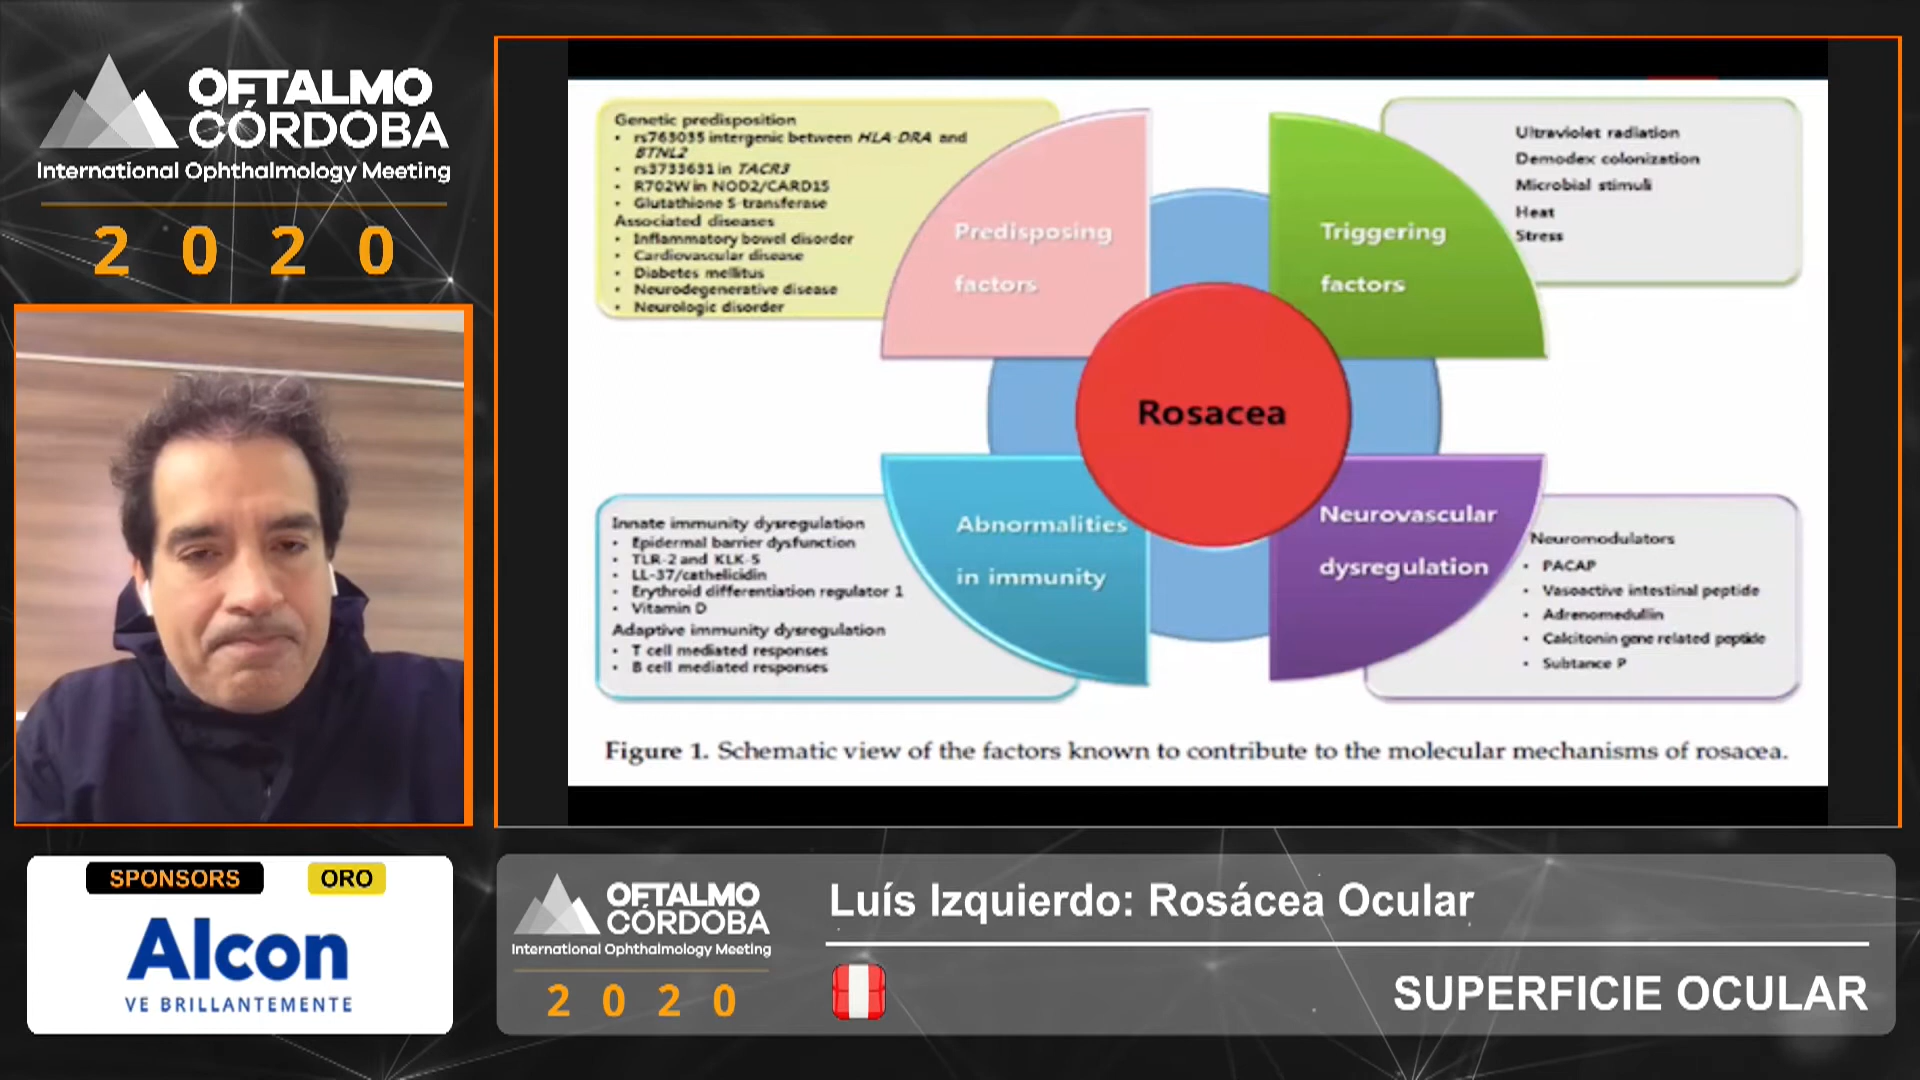 OFTALMO
CÓRDOBA
International Ophthalmology Meeting
2 0 2 0
Genetic predisposition
• rs763035 intergenic between HLA-DRA and
BTNL2
• rs3733631 in TACR3
• R702W in NOD2/CARD15
• Glutathione S-transferase
Associated diseases
• Inflammatory bowel disorder
• Cardiovascular disease
• Diabetes mellitus
• Neurodegenerative disease
• Neurologic disorder
Predisposing
factors
Triggering
factors
Ultraviolet radiation
Demodex colonization
Microbial stimuli
Heat
Stress
Rosacea
Innate immunity dysregulation
• Epidermal barrier dysfunction
• TLR-2 and KLK-5
• LL-37/cathelicidin
• Erythroid differentiation regulator 1
• Vitamin D
Adaptive immunity dysregulation
• T cell mediated responses
• B cell mediated responses
Abnormalities
in immunity
Neurovascular
dysregulation
Neuromodulators
• PACAP
• Vasoactive intestinal peptide
• Adrenomedullin
• Calcitonin gene related peptide
• Subtance P
Figure 1. Schematic view of the factors known to contribute to the molecular mechanisms of rosacea.
SPONSORS ORO
Alcon
VE BRILLANTEMENTE
OFTALMO
CÓRDOBA
International Ophthalmology Meeting
2 0 2 0
Luís Izquierdo: Rosácea Ocular
SUPERFICIE OCULAR